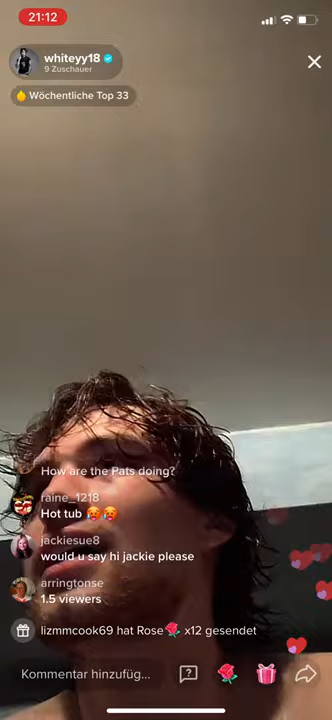 21:12
whiteyy18
9 Zuschauer
Wöchentliche Top 33
How are the Pats doing?
raine_1218
Hot tub 🥵🥵
jackiesue8
would u say hi jackie please
arringtonse
1.5 viewers
lizmmcook69 hat Rose🌹 x12 gesendet
Kommentar hinzufüg...